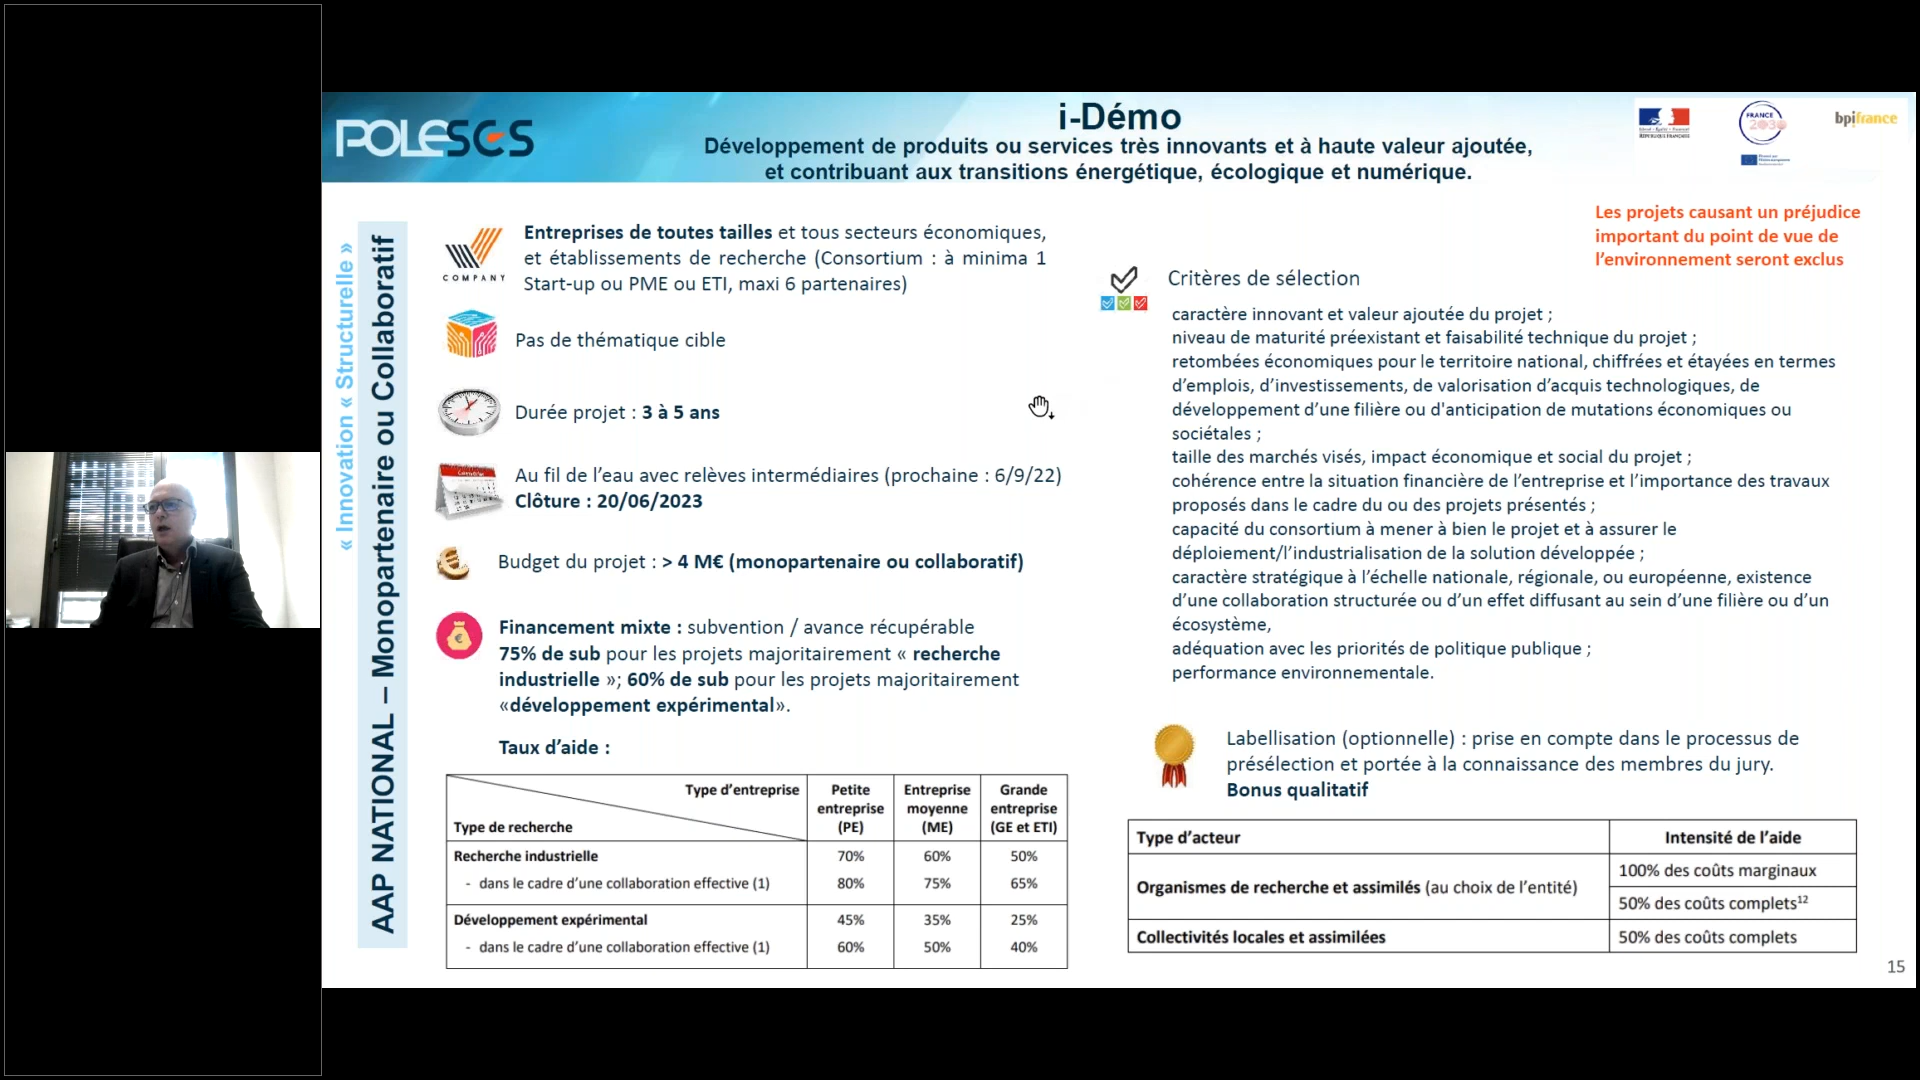 POLESCS
i-Démo
Développement de produits ou services très innovants et à haute valeur ajoutée,
et contribuant aux transitions énergétique, écologique et numérique.
RÉPUBLIQUE FRANÇAISE
FRANCE
2030
bpifrance
« Innovation « Structurelle »
AAP NATIONAL – Monopartenaire ou Collaboratif
COMPANY
Entreprises de toutes tailles et tous secteurs économiques,
et établissements de recherche (Consortium : à minima 1
Start-up ou PME ou ETI, maxi 6 partenaires)
Pas de thématique cible
Durée projet : 3 à 5 ans
Au fil de l’eau avec relèves intermédiaires (prochaine : 6/9/22)
Clôture : 20/06/2023
Budget du projet : > 4 M€ (monopartenaire ou collaboratif)
Financement mixte : subvention / avance récupérable
75% de sub pour les projets majoritairement « recherche
industrielle »; 60% de sub pour les projets majoritairement
«développement expérimental».
Taux d’aide :
Type d’entreprise
Type de recherche
Petite entreprise (PE)
Entreprise moyenne (ME)
Grande entreprise (GE et ETI)
Recherche industrielle 70% 60% 50%
- dans le cadre d’une collaboration effective (1) 80% 75% 65%
Développement expérimental 45% 35% 25%
- dans le cadre d’une collaboration effective (1) 60% 50% 40%
Les projets causant un préjudice
important du point de vue de
l’environnement seront exclus
Critères de sélection
caractère innovant et valeur ajoutée du projet ;
niveau de maturité préexistant et faisabilité technique du projet ;
retombées économiques pour le territoire national, chiffrées et étayées en termes
d’emplois, d’investissements, de valorisation d’acquis technologiques, de
développement d’une filière ou d'anticipation de mutations économiques ou
sociétales ;
taille des marchés visés, impact économique et social du projet ;
cohérence entre la situation financière de l’entreprise et l’importance des travaux
proposés dans le cadre du ou des projets présentés ;
capacité du consortium à mener à bien le projet et à assurer le
déploiement/l’industrialisation de la solution développée ;
caractère stratégique à l’échelle nationale, régionale, ou européenne, existence
d’une collaboration structurée ou d’un effet diffusant au sein d’une filière ou d’un
écosystème,
adéquation avec les priorités de politique publique ;
performance environnementale.
Labellisation (optionnelle) : prise en compte dans le processus de
présélection et portée à la connaissance des membres du jury.
Bonus qualitatif
Type d’acteur Intensité de l’aide
Organismes de recherche et assimilés (au choix de l’entité)
100% des coûts marginaux
50% des coûts complets12
Collectivités locales et assimilées 50% des coûts complets
15